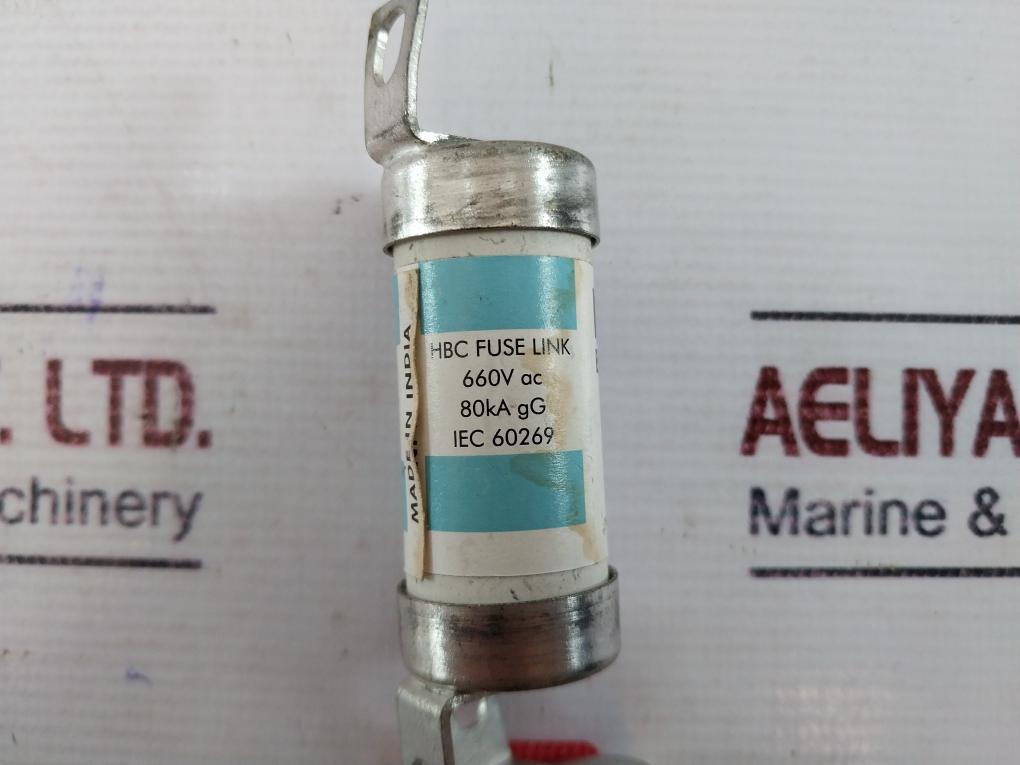 HBC FUSE LINK
660V ac
80kA gG
IEC 60269
MADE IN INDIA
. LTD.
chinery
AELIYA
Marine &